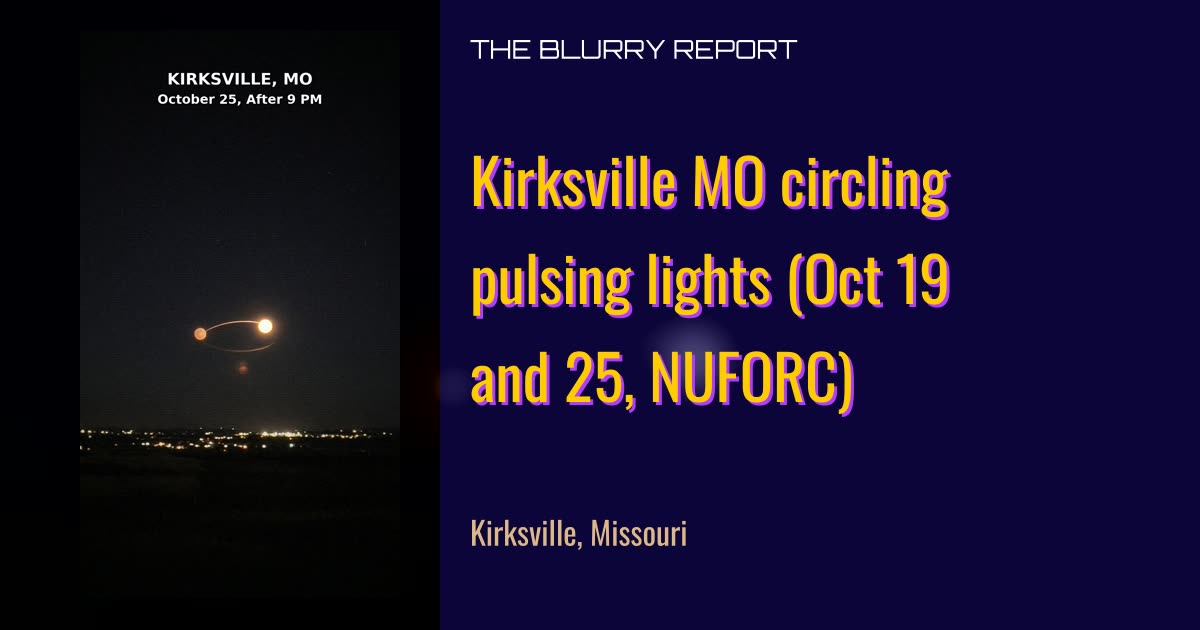 KIRKSVILLE, MO
October 25, After 9 PM
THE BLURRY REPORT
Kirksville MO circling
pulsing lights (Oct 19
and 25, NUFORC)
Kirksville, Missouri